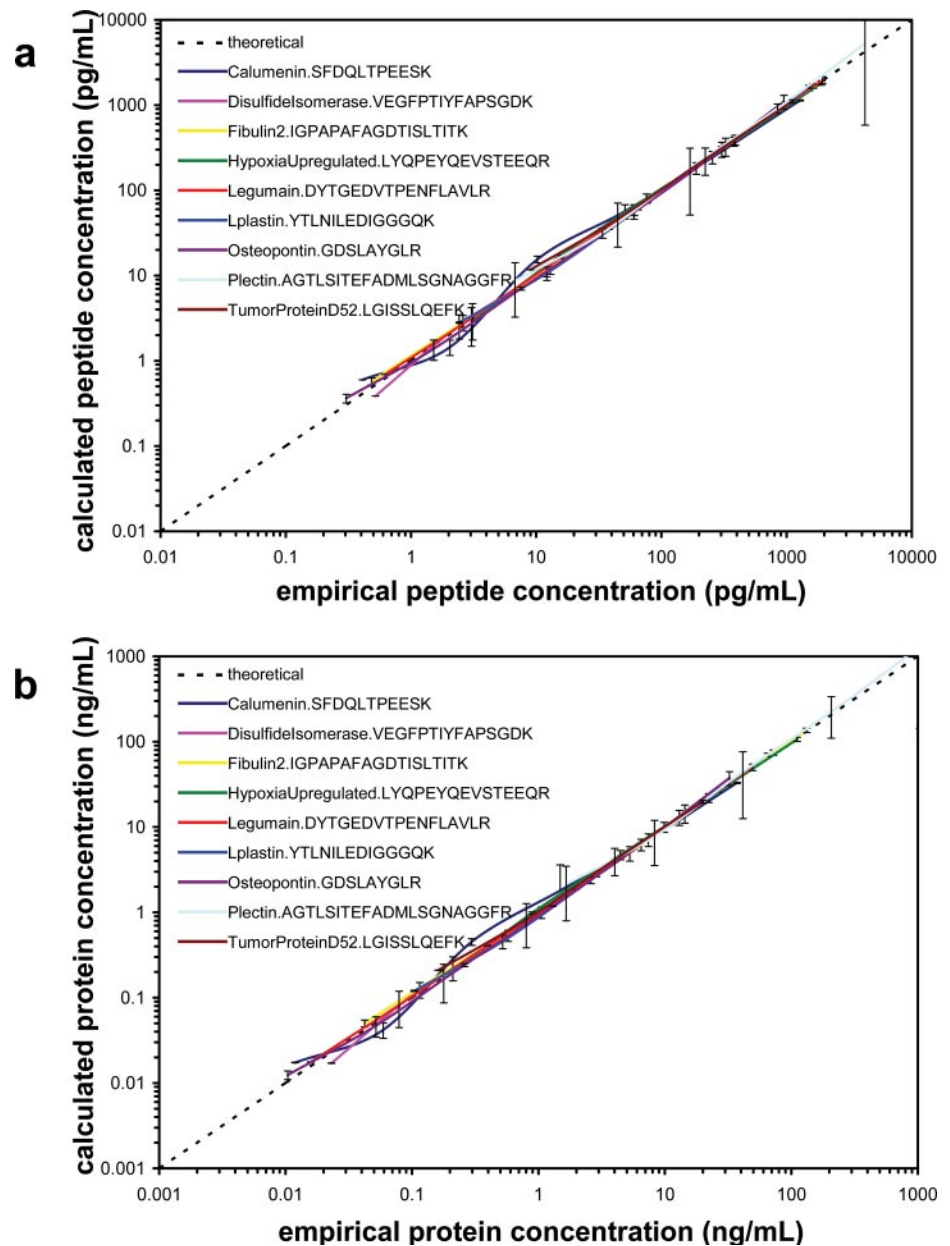 a
calculated peptide concentration (pg/mL)
10000
1000
100
10
1
0.1
0.01
theoretical
Calumenin.SFDQLTPEESK
DisulfideIsomerase.VEGFPTIYFAPSGDK
Fibulin2.IGPAPAFAGDTISLTITK
HypoxiaUpregulated.LYQPEYQEVSTEEQR
Legumain.DYTGEDVTPENFLAVLR
Lplastin.YTLNILEDIGGGQK
Osteopontin.GDSLAYGLR
Plectin.AGTLSITEFADMLSGNAGGFR
TumorProteinD52.LGISSLQEFK
0.01 0.1 1 10 100 1000 10000
empirical peptide concentration (pg/mL)
b
calculated protein concentration (ng/mL)
1000
100
10
1
0.1
0.01
0.001
theoretical
Calumenin.SFDQLTPEESK
DisulfideIsomerase.VEGFPTIYFAPSGDK
Fibulin2.IGPAPAFAGDTISLTITK
HypoxiaUpregulated.LYQPEYQEVSTEEQR
Legumain.DYTGEDVTPENFLAVLR
Lplastin.YTLNILEDIGGGQK
Osteopontin.GDSLAYGLR
Plectin.AGTLSITEFADMLSGNAGGFR
TumorProteinD52.LGISSLQEFK
0.001 0.01 0.1 1 10 100 1000
empirical protein concentration (ng/mL)